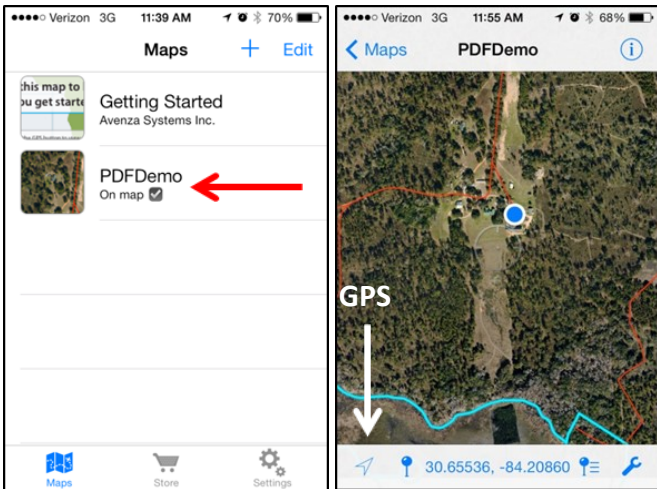 Verizon 3G 11:39 AM 70%
Maps + Edit
this map to
ou get starte
Getting Started
Avenza Systems Inc.
PDFDemo
On map
Maps Store Settings
Verizon 3G 11:55 AM 68%
Maps PDFDemo i
GPS
30.65536, -84.20860